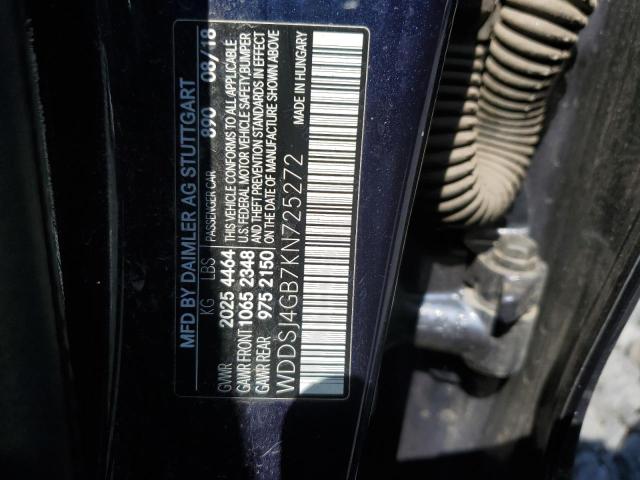 MFD BY DAIMLER AG STUTTGART
KG LBS PASSENGER CAR 890 08/18
GVWR 2025 4464 THIS VEHICLE CONFORMS TO ALL APPLICABLE
GAWR FRONT 1065 2348 U.S. FEDERAL MOTOR VEHICLE SAFETY, BUMPER
GAWR REAR 975 2150 AND THEFT PREVENTION STANDARDS IN EFFECT
ON THE DATE OF MANUFACTURE SHOWN ABOVE
WDDSJ4GB7KN725272 MADE IN HUNGARY